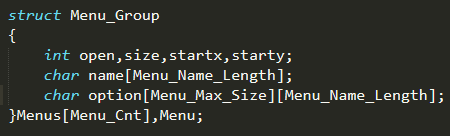 struct Menu_Group
{
    int open,size,startx,starty;
    char name[Menu_Name_Length];
    char option[Menu_Max_Size][Menu_Name_Length];
}Menus[Menu_Cnt],Menu;